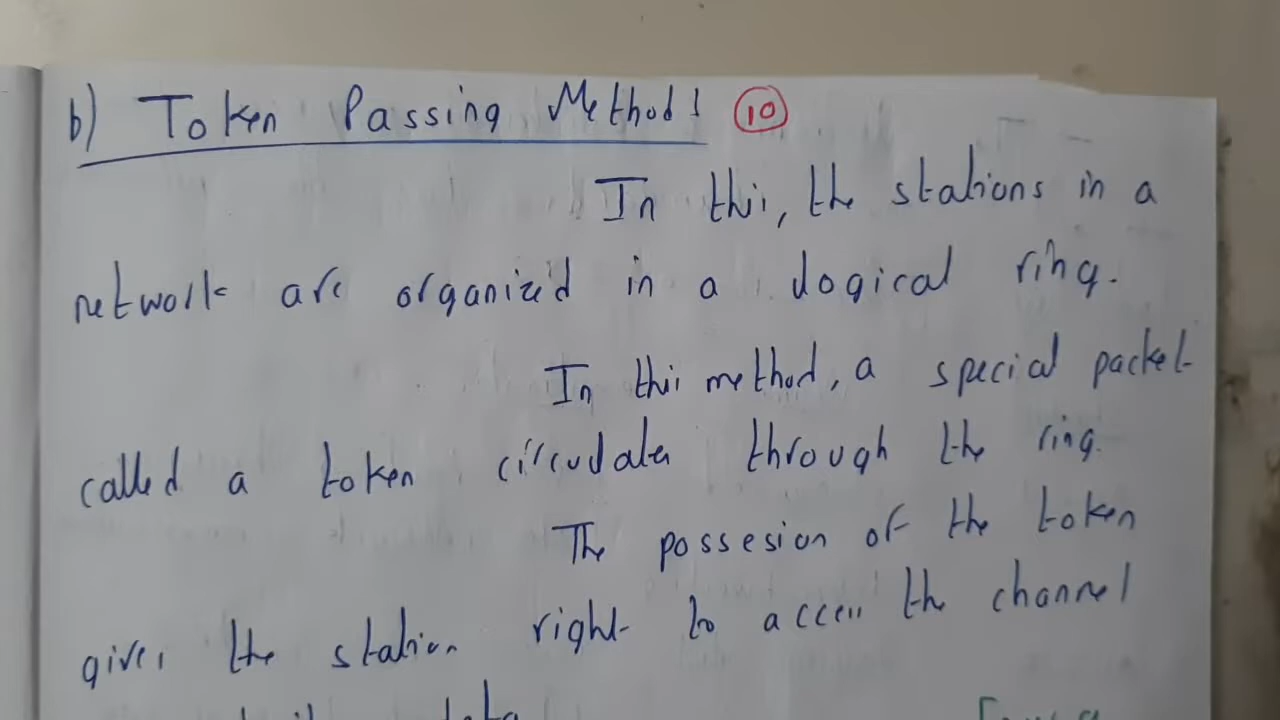 b) Token Passing Method: 10
In this, the stations in a
network are organized in a logical ring.
In this method, a special packet
called a token circulates through the ring.
The possesion of the token
gives the station right to access the channel
data